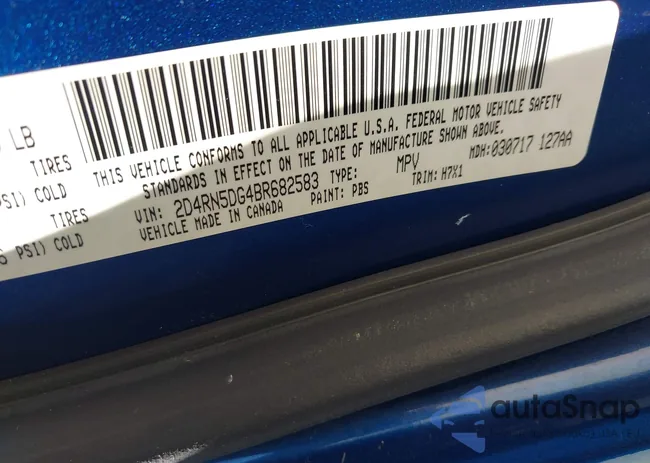 LB
TIRES
PSI) COLD
TIRES
PSI) COLD
THIS VEHICLE CONFORMS TO ALL APPLICABLE U.S.A. FEDERAL MOTOR VEHICLE SAFETY
STANDARDS IN EFFECT ON THE DATE OF MANUFACTURE SHOWN ABOVE.
MDH: 030717 127AA
VIN: 2D4RN5DG4BR682583 TYPE: MPV
VEHICLE MADE IN CANADA PAINT: PBS TRIM: H7X1
autoSnap